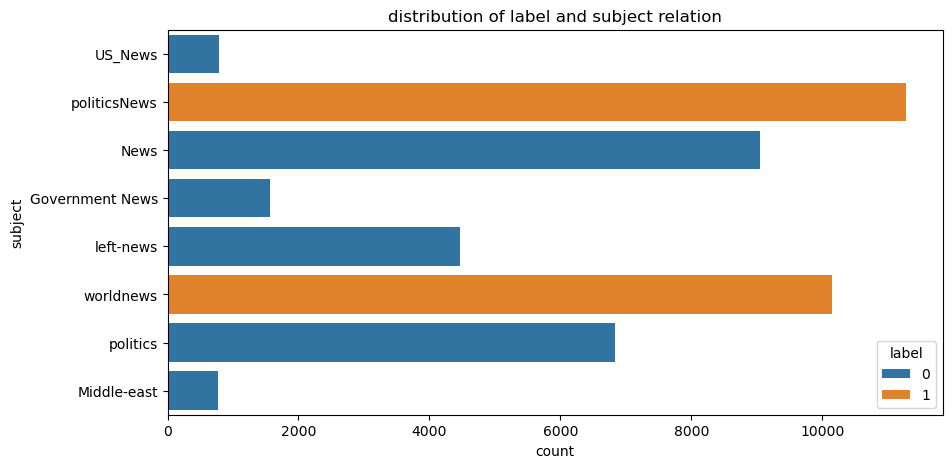 distribution of label and subject relation
subject
US_News
politicsNews
News
Government News
left-news
worldnews
politics
Middle-east
label
0
1
0
2000
4000
6000
8000
10000
count